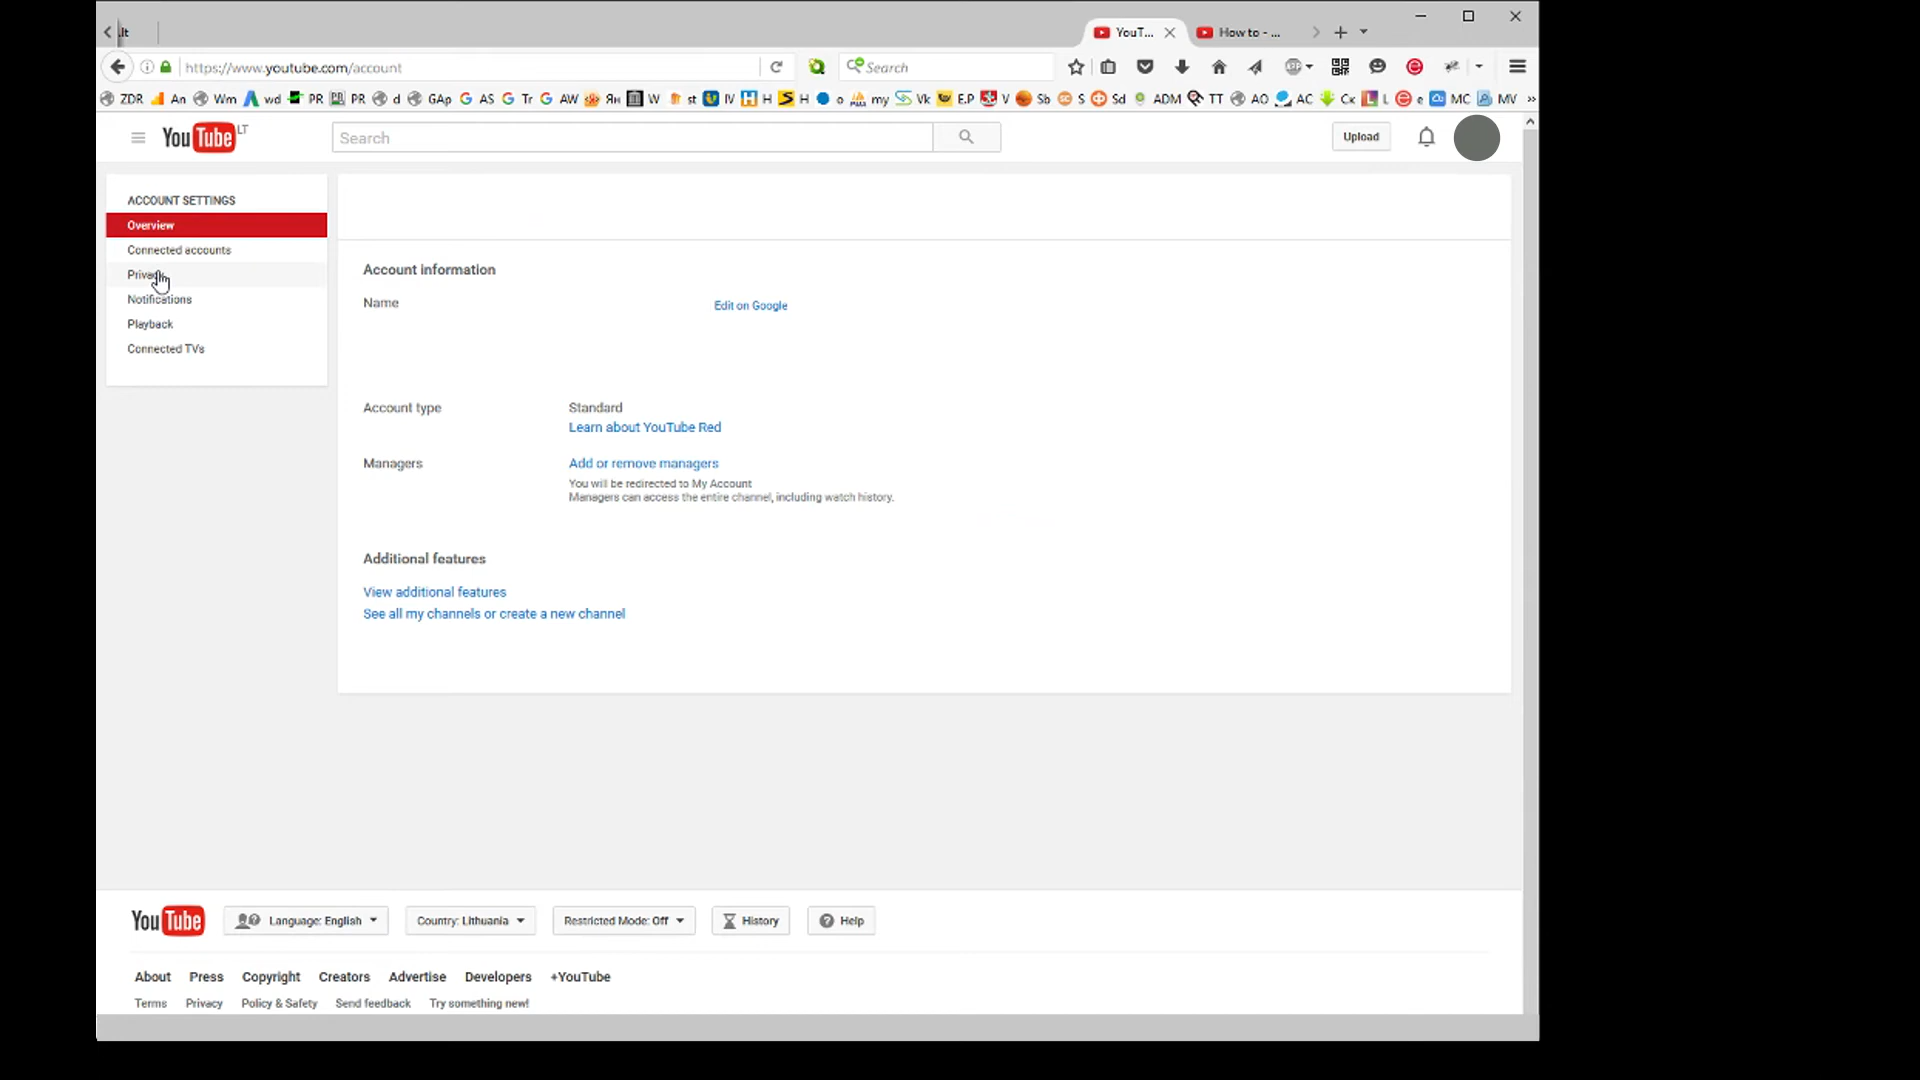 .lt
YouT...
How to - ...
https://www.youtube.com/account
Search
ZDR An Wm wd PR PR d GAp AS Tr AW Ян W st IV H H o my Vk E.P V Sb S Sd ADM TT AO AC Cк L e MC MV »
YouTube LT
Search
Upload
ACCOUNT SETTINGS
Overview
Connected accounts
Notifications
Playback
Connected TVs
Account information
Name
Edit on Google
Account type
Standard
Learn about YouTube Red
Managers
Add or remove managers
You will be redirected to My Account
Managers can access the entire channel, including watch history.
Additional features
View additional features
See all my channels or create a new channel
YouTube
Language: English
Country: Lithuania
Restricted Mode: Off
History
Help
About Press Copyright Creators Advertise Developers +YouTube
Terms Privacy Policy & Safety Send feedback Try something new!